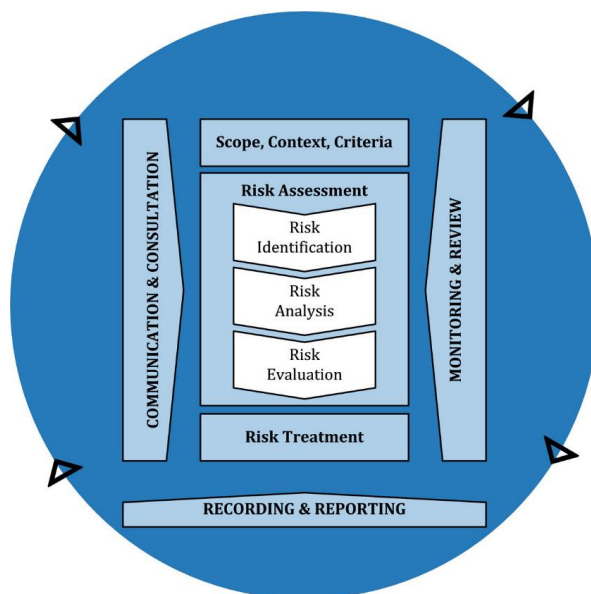 Scope, Context, Criteria
Risk Assessment
Risk
Identification
Risk
Analysis
Risk
Evaluation
Risk Treatment
COMMUNICATION & CONSULTATION
MONITORING & REVIEW
RECORDING & REPORTING